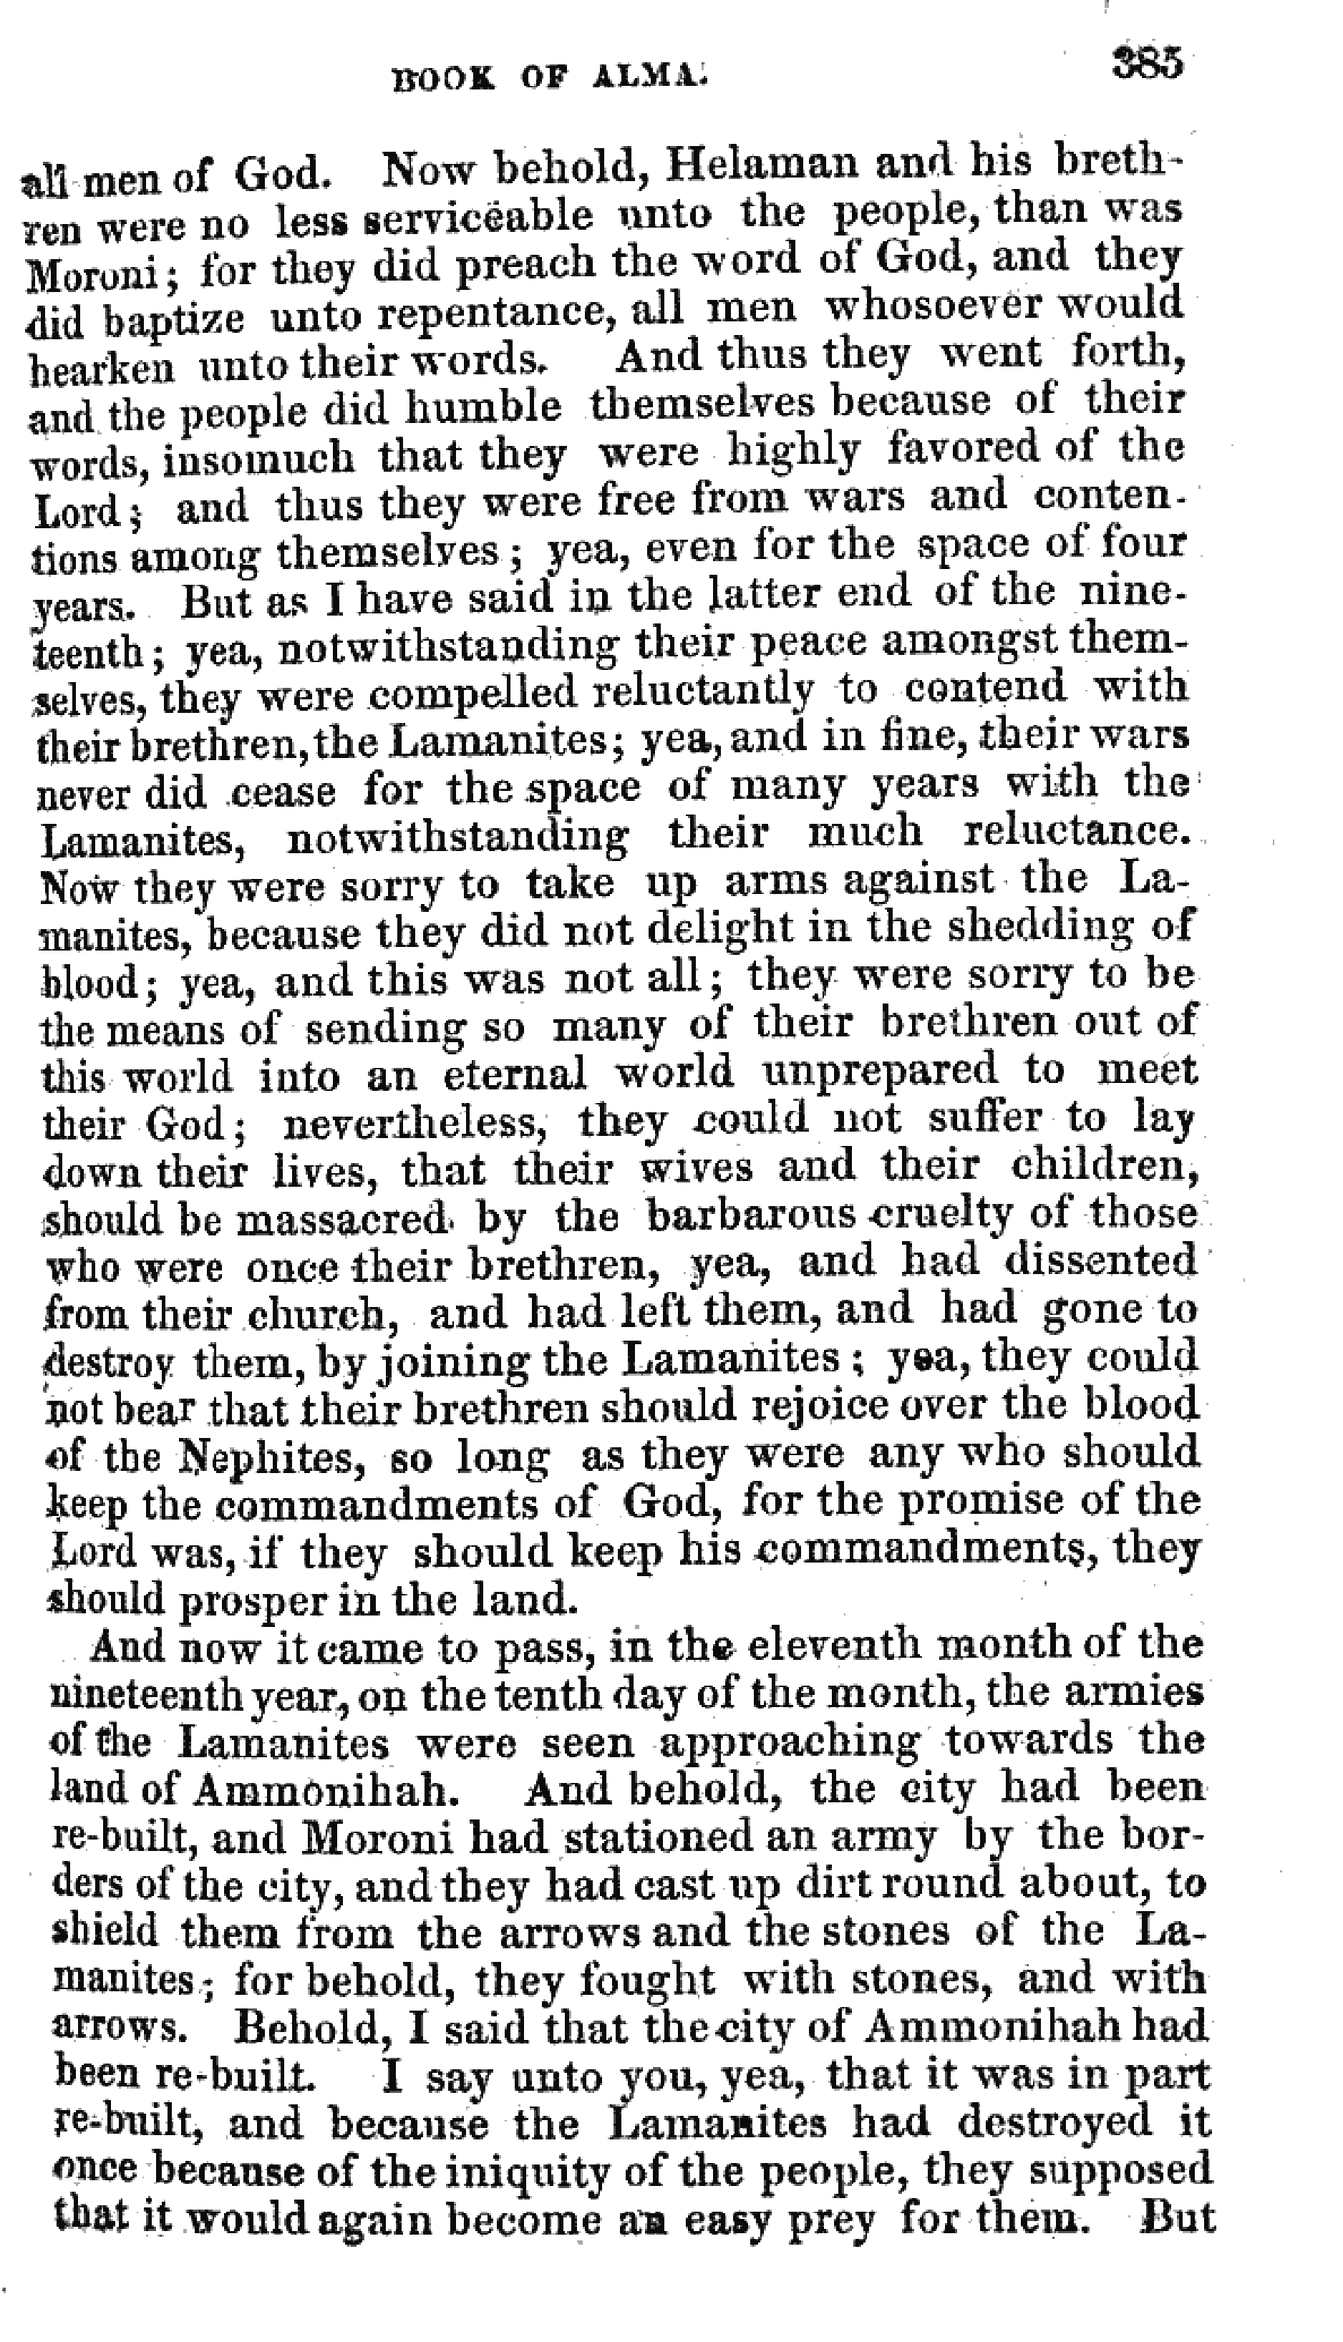 BOOK OF ALMA. 385
all men of God. Now behold, Helaman and his breth-
ren were no less serviceable unto the people, than was
Moroni; for they did preach the word of God, and they
did baptize unto repentance, all men whosoever would
hearken unto their words. And thus they went forth,
and the people did humble themselves because of their
words, insomuch that they were highly favored of the
Lord; and thus they were free from wars and conten-
tions among themselves; yea, even for the space of four
years. But as I have said in the latter end of the nine-
teenth; yea, notwithstanding their peace amongst them-
selves, they were compelled reluctantly to contend with
their brethren, the Lamanites; yea, and in fine, their wars
never did cease for the space of many years with the
Lamanites, notwithstanding their much reluctance.
Now they were sorry to take up arms against the La-
manites, because they did not delight in the shedding of
blood; yea, and this was not all; they were sorry to be
the means of sending so many of their brethren out of
this world into an eternal world unprepared to meet
their God; nevertheless, they could not suffer to lay
down their lives, that their wives and their children,
should be massacred by the barbarous cruelty of those
who were once their brethren, yea, and had dissented
from their church, and had left them, and had gone to
destroy them, by joining the Lamanites; yea, they could
not bear that their brethren should rejoice over the blood
of the Nephites, so long as they were any who should
keep the commandments of God, for the promise of the
Lord was, if they should keep his commandments, they
should prosper in the land.
And now it came to pass, in the eleventh month of the
nineteenth year, on the tenth day of the month, the armies
of the Lamanites were seen approaching towards the
land of Ammonihah. And behold, the city had been
re-built, and Moroni had stationed an army by the bor-
ders of the city, and they had cast up dirt round about, to
shield them from the arrows and the stones of the La-
manites; for behold, they fought with stones, and with
arrows. Behold, I said that the city of Ammonihah had
been re-built. I say unto you, yea, that it was in part
re-built, and because the Lamanites had destroyed it
once because of the iniquity of the people, they supposed
that it would again become an easy prey for them. But